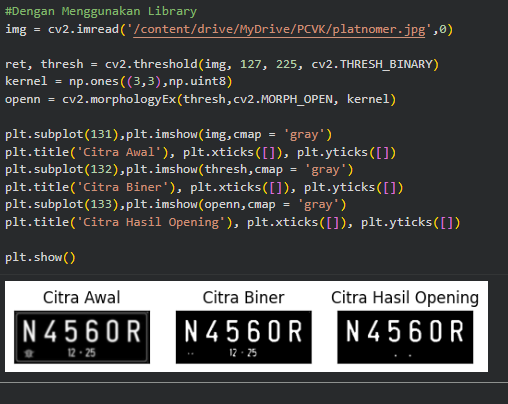 #Dengan Menggunakan Library
img = cv2.imread('/content/drive/MyDrive/PCVK/platnomer.jpg',0)
ret, thresh = cv2.threshold(img, 127, 225, cv2.THRESH_BINARY)
kernel = np.ones((3,3),np.uint8)
openn = cv2.morphologyEx(thresh,cv2.MORPH_OPEN, kernel)
plt.subplot(131),plt.imshow(img,cmap = 'gray')
plt.title('Citra Awal'), plt.xticks([]), plt.yticks([])
plt.subplot(132),plt.imshow(thresh,cmap = 'gray')
plt.title('Citra Biner'), plt.xticks([]), plt.yticks([])
plt.subplot(133),plt.imshow(openn,cmap = 'gray')
plt.title('Citra Hasil Opening'), plt.xticks([]), plt.yticks([])
plt.show()
Citra Awal Citra Biner Citra Hasil Opening
N4560R N4560R N4560R
12·25 12·25